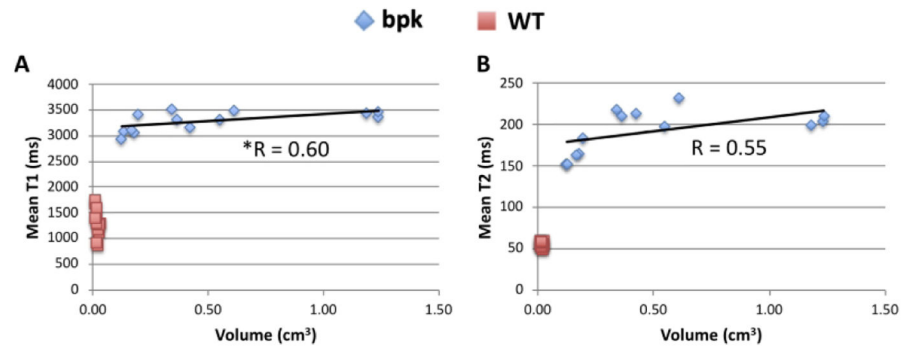 bpk WT
A
4000
3500
3000
2500
2000
1500
1000
500
0
Mean T1 (ms)
*R = 0.60
0.00 0.50 1.00 1.50
Volume (cm³)
B
250
200
150
100
50
0
Mean T2 (ms)
R = 0.55
0.00 0.50 1.00 1.50
Volume (cm³)